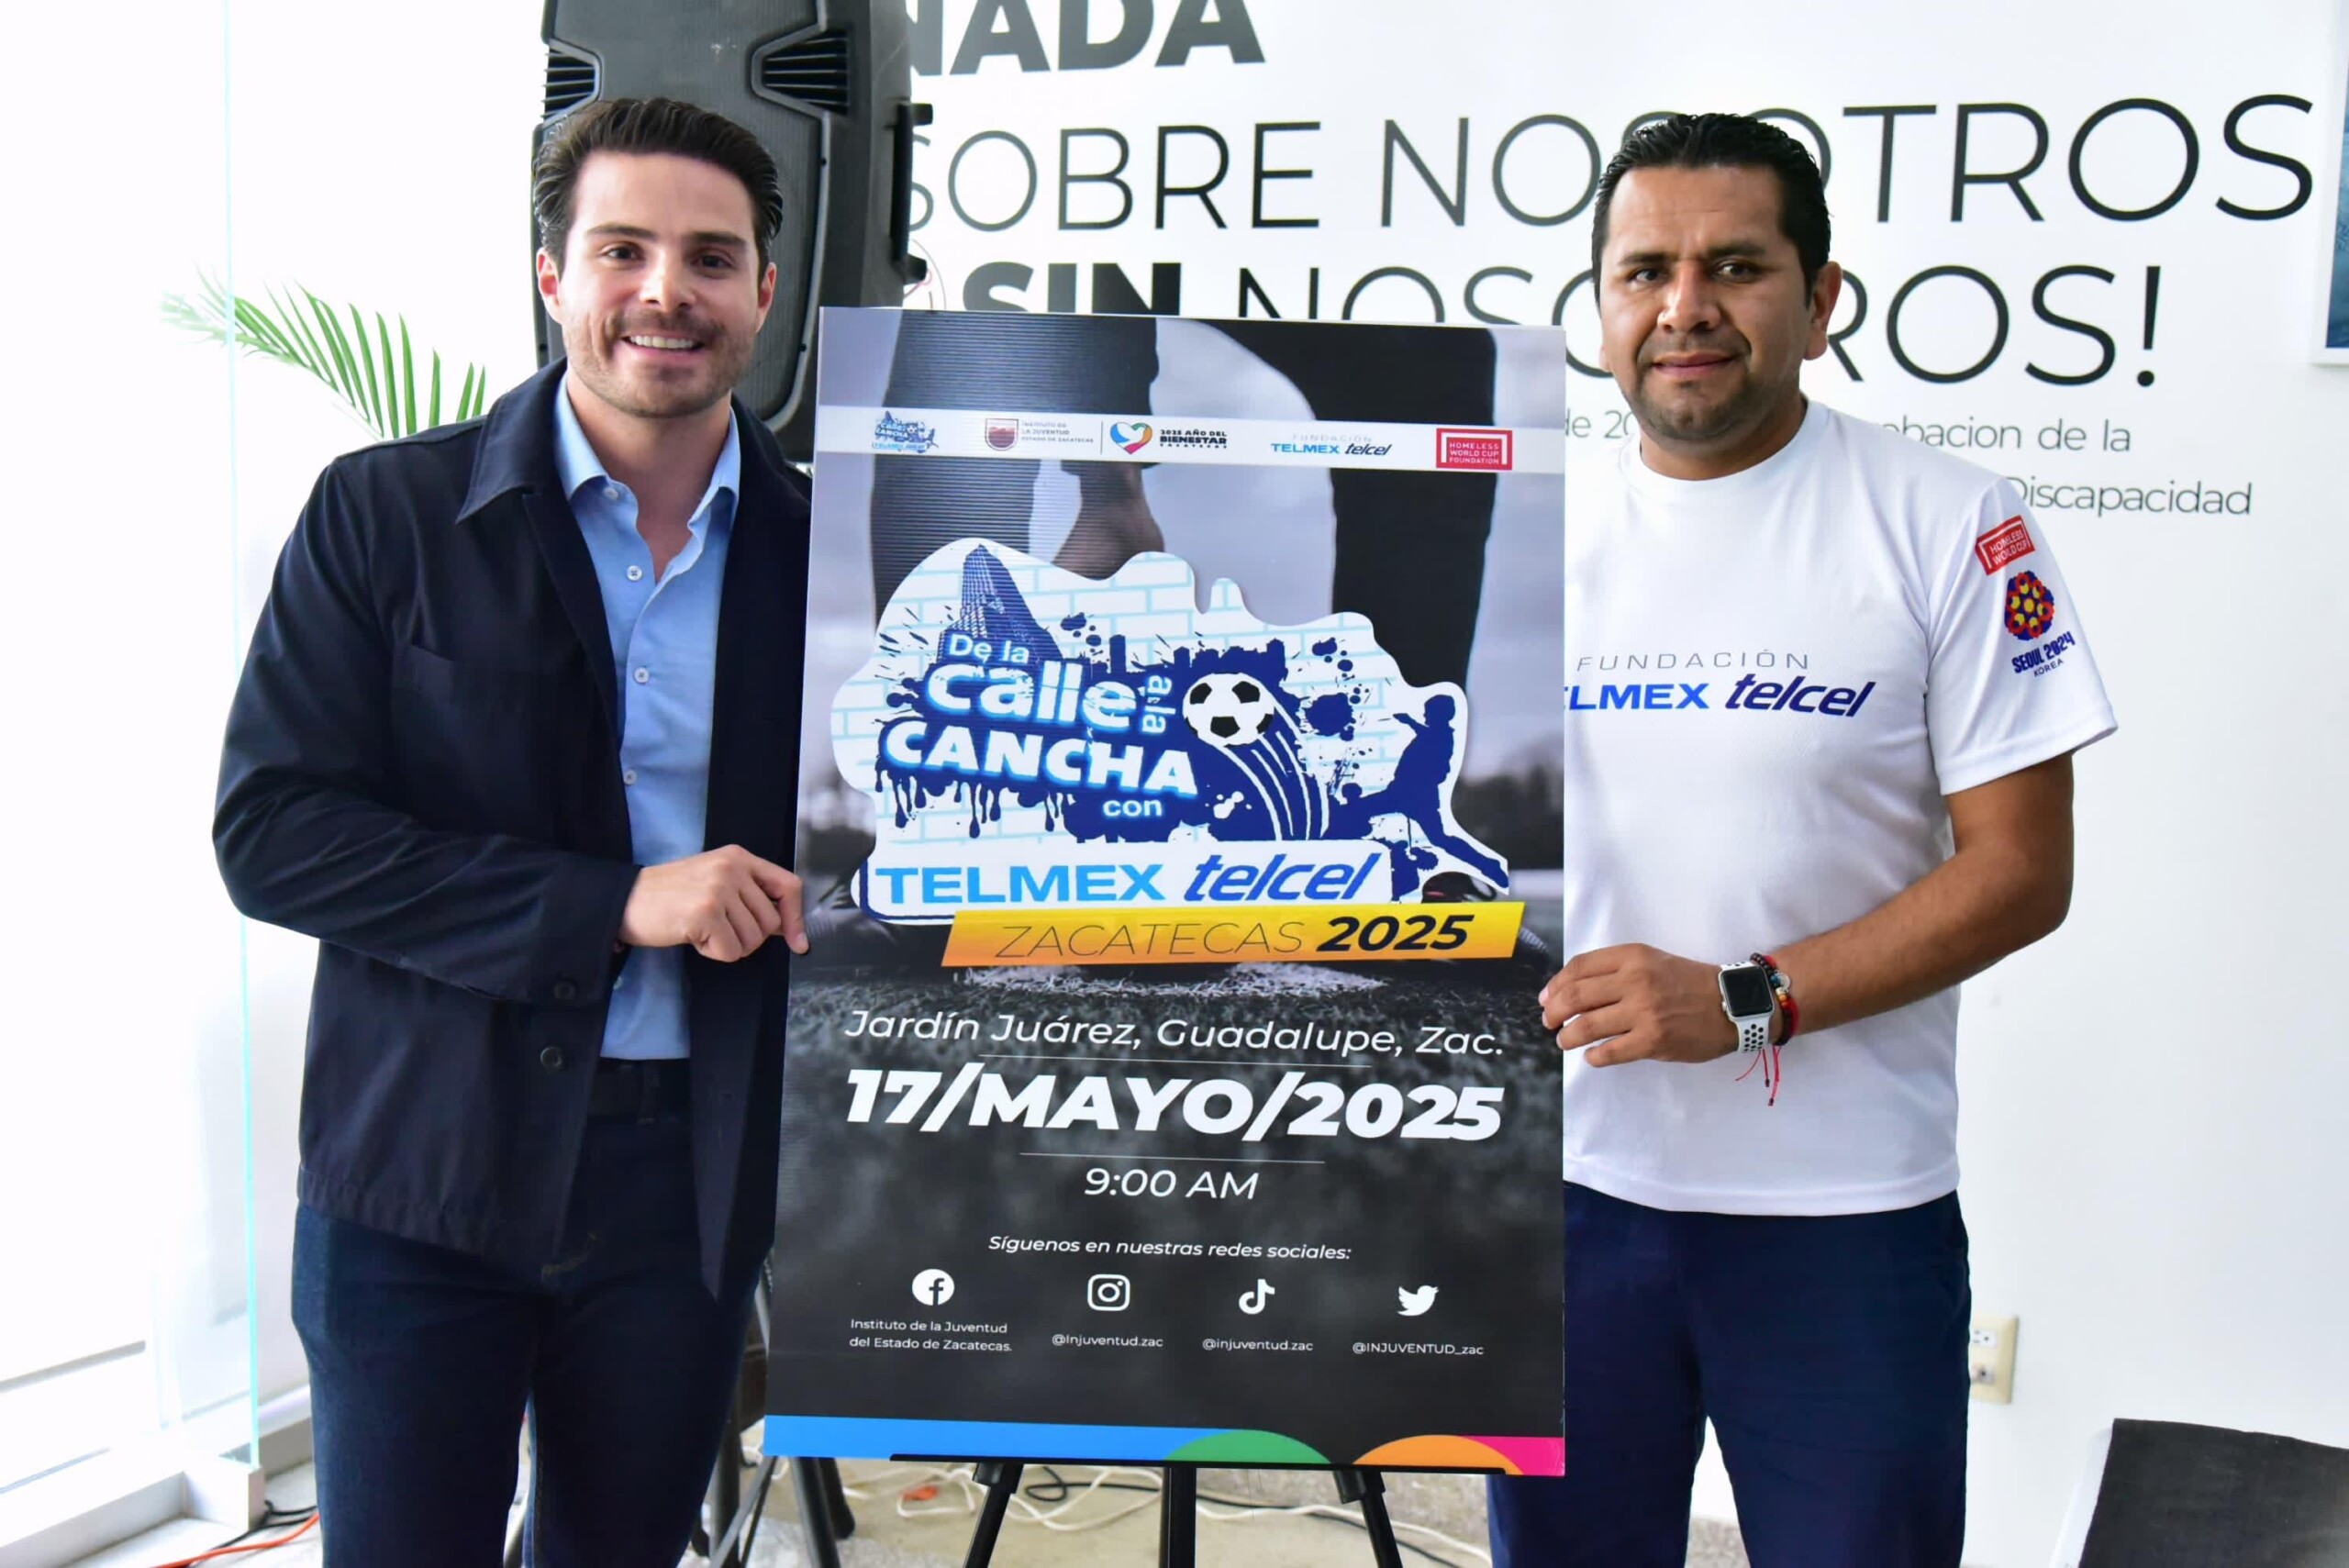 NADA
SOBRE NOSOTROS
SIN NOSOTROS!
de 20 bacion de la
Discapacidad
INSTITUTO DE
LA JUVENTUD
ESTADO DE ZACATECAS
2025 AÑO DEL
BIENESTAR
ZACATECAS
FUNDACIÓN
TELMEX telcel
HOMELESS
WORLD CUP
FOUNDATION
De la
calle
a la
CANCHA
con
TELMEX telcel
ZACATECAS 2025
Jardín Juárez, Guadalupe, Zac.
17/MAYO/2025
9:00 AM
Síguenos en nuestras redes sociales:
Instituto de la Juventud
del Estado de Zacatecas.
@Injuventud.zac
@injuventud.zac
@INJUVENTUD_zac
FUNDACIÓN
ELMEX telcel
HOMELESS
WORLD CUP
SEOUL 2024
KOREA